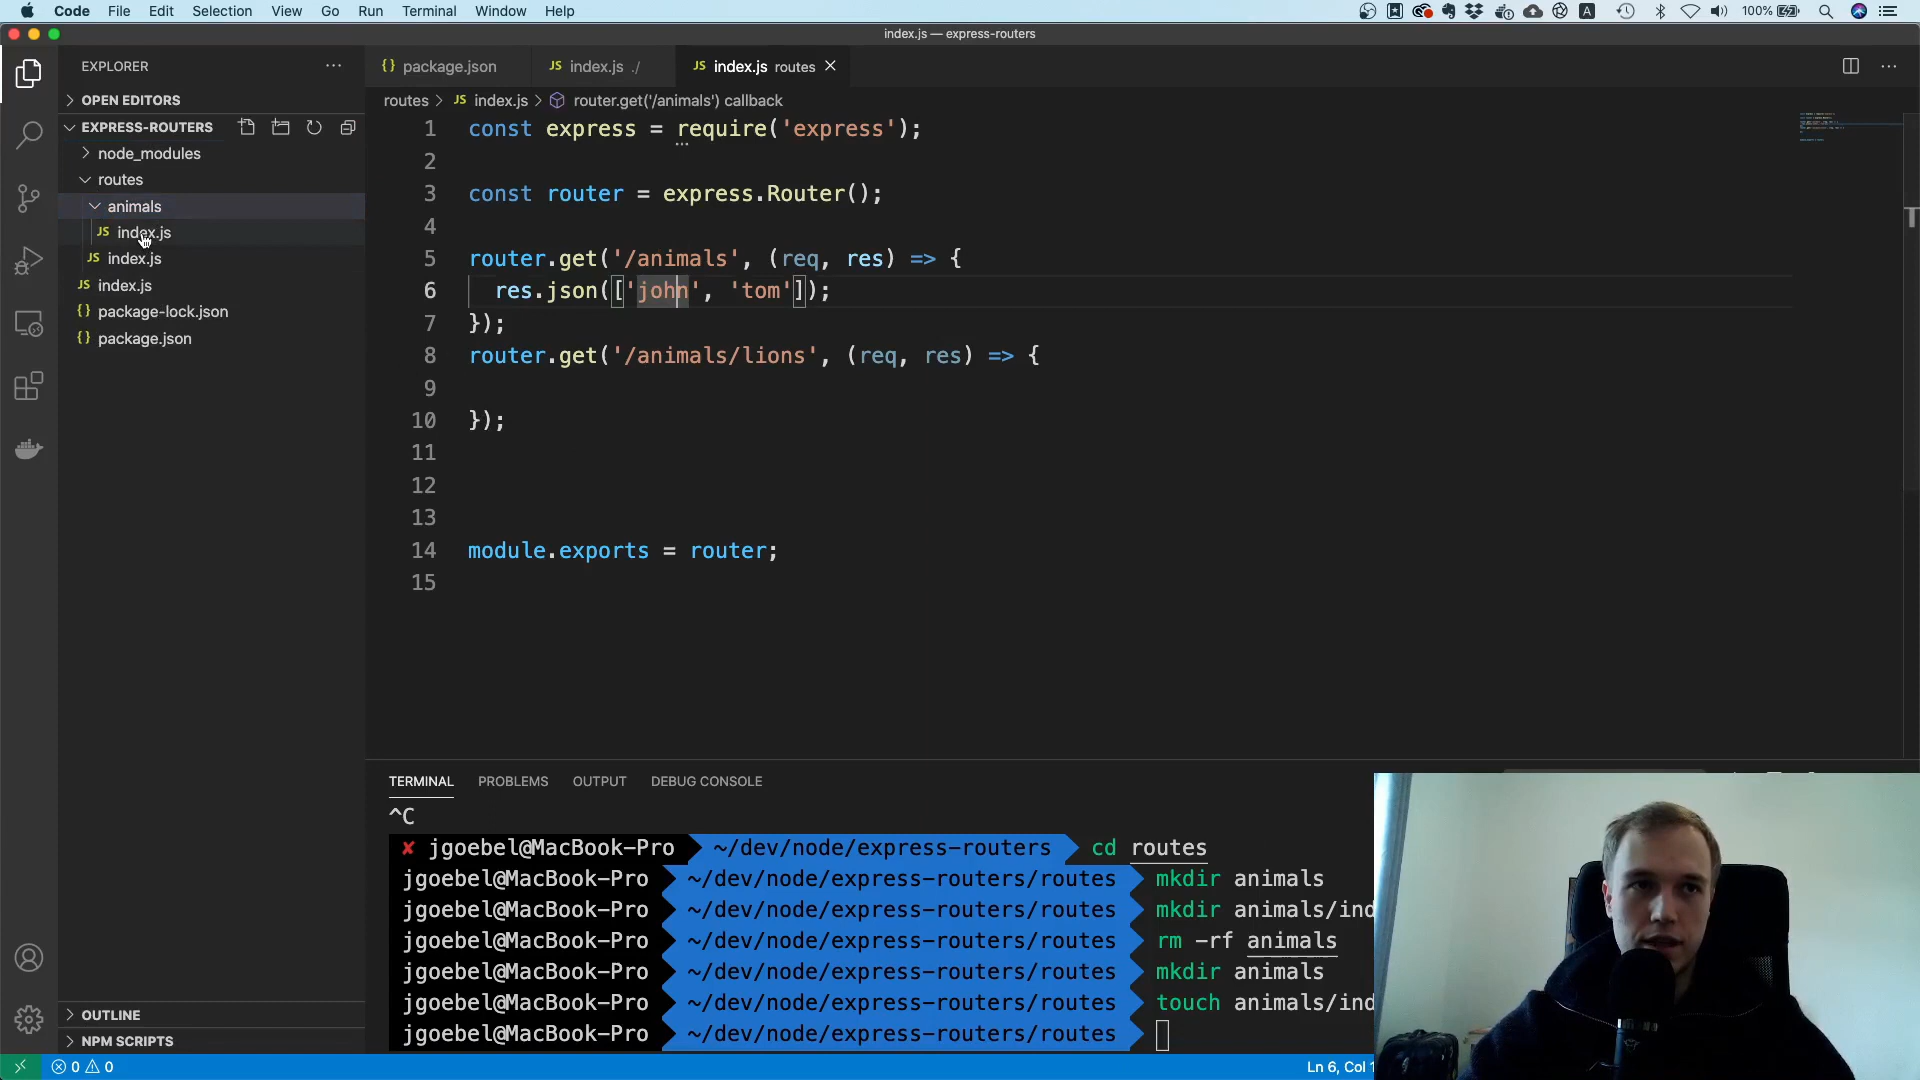 Code File Edit Selection View Go Run Terminal Window Help
100%
index.js — express-routers
EXPLORER
OPEN EDITORS
EXPRESS-ROUTERS
node_modules
routes
animals
JS index.js
JS index.js
JS index.js
{} package-lock.json
{} package.json
OUTLINE
NPM SCRIPTS
{} package.json
JS index.js ./
JS index.js routes
routes > JS index.js > router.get('/animals') callback
1 const express = require('express');
2
3 const router = express.Router();
4
5 router.get('/animals', (req, res) => {
6 res.json(['john', 'tom']);
7 });
8 router.get('/animals/lions', (req, res) => {
9
10 });
11
12
13
14 module.exports = router;
15
TERMINAL PROBLEMS OUTPUT DEBUG CONSOLE
^C
✘ jgoebel@MacBook-Pro ~/dev/node/express-routers cd routes
jgoebel@MacBook-Pro ~/dev/node/express-routers/routes mkdir animals
jgoebel@MacBook-Pro ~/dev/node/express-routers/routes mkdir animals/ind
jgoebel@MacBook-Pro ~/dev/node/express-routers/routes rm -rf animals
jgoebel@MacBook-Pro ~/dev/node/express-routers/routes mkdir animals
jgoebel@MacBook-Pro ~/dev/node/express-routers/routes touch animals/ind
jgoebel@MacBook-Pro ~/dev/node/express-routers/routes
0 0
Ln 6, Col